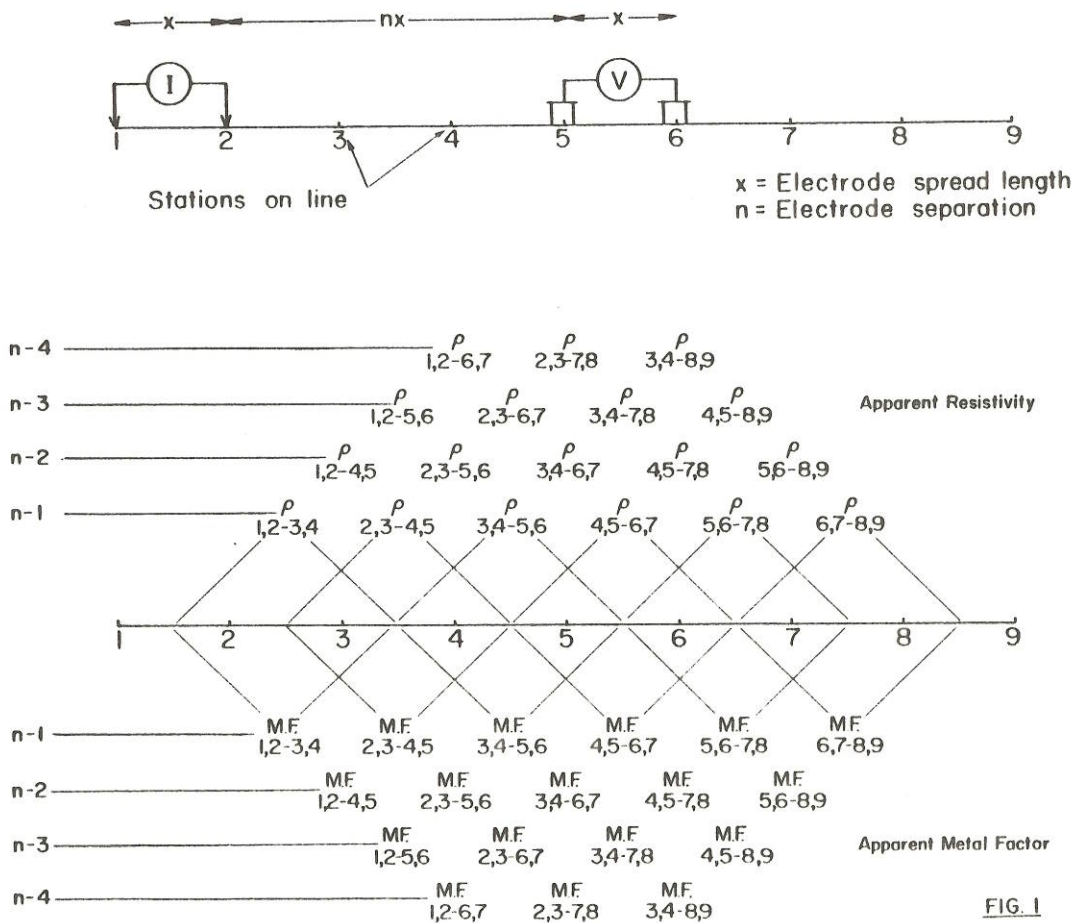 x nx x
I V
1 2 3 4 5 6 7 8 9
Stations on line
x = Electrode spread length
n = Electrode separation
n-4 ρ ρ ρ
1,2-6,7 2,3-7,8 3,4-8,9
n-3 ρ ρ ρ ρ Apparent Resistivity
1,2-5,6 2,3-6,7 3,4-7,8 4,5-8,9
n-2 ρ ρ ρ ρ ρ
1,2-4,5 2,3-5,6 3,4-6,7 4,5-7,8 5,6-8,9
n-1 ρ ρ ρ ρ ρ ρ
1,2-3,4 2,3-4,5 3,4-5,6 4,5-6,7 5,6-7,8 6,7-8,9
1 2 3 4 5 6 7 8 9
n-1 M.F. M.F. M.F. M.F. M.F. M.F.
1,2-3,4 2,3-4,5 3,4-5,6 4,5-6,7 5,6-7,8 6,7-8,9
n-2 M.F. M.F. M.F. M.F. M.F.
1,2-4,5 2,3-5,6 3,4-6,7 4,5-7,8 5,6-8,9
n-3 M.F. M.F. M.F. M.F. Apparent Metal Factor
1,2-5,6 2,3-6,7 3,4-7,8 4,5-8,9
n-4 M.F. M.F. M.F.
1,2-6,7 2,3-7,8 3,4-8,9
FIG. 1